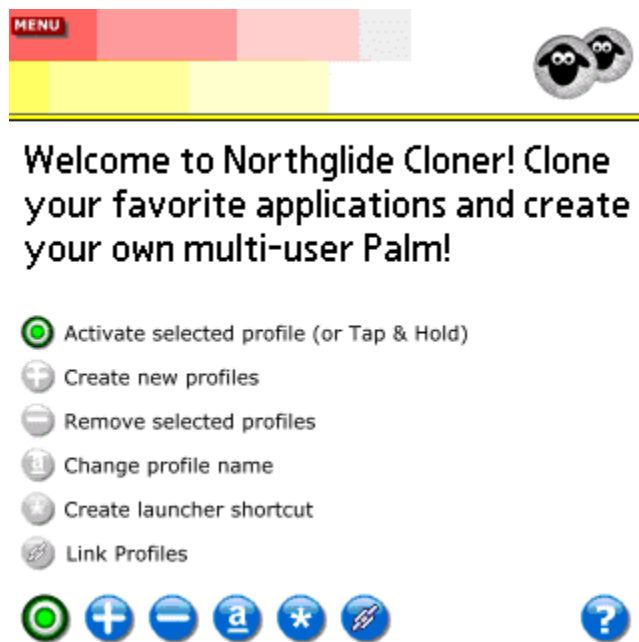 MENU
Welcome to Northglide Cloner! Clone
your favorite applications and create
your own multi-user Palm!
Activate selected profile (or Tap & Hold)
Create new profiles
Remove selected profiles
a Change profile name
* Create launcher shortcut
Link Profiles
+ − a * ?